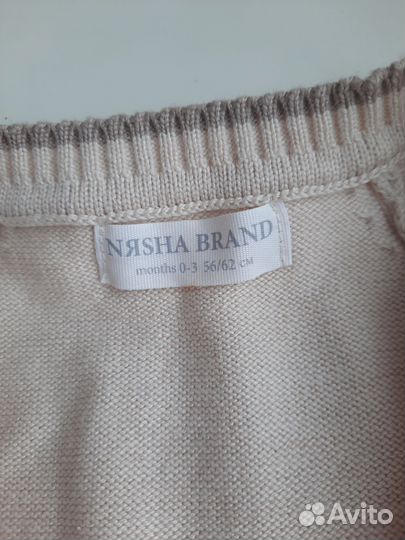 NЯSHA BRAND
months 0-3 56/62 см
Avito